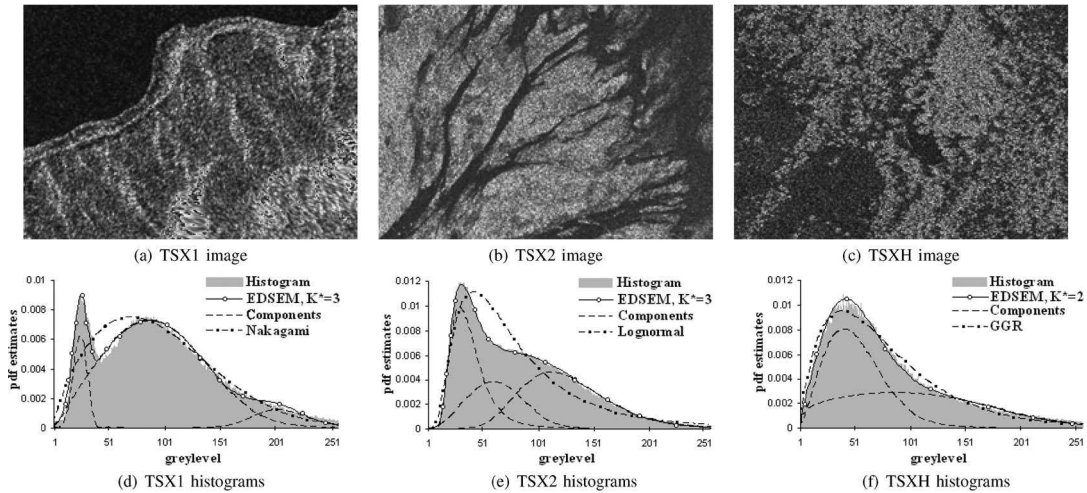 (a) TSX1 image
(b) TSX2 image
(c) TSXH image
0.01
0.008
0.006
0.004
0.002
0
pdf estimates
1 51 101 151 201 251
greylevel
Histogram
EDSEM, K*=3
Components
Nakagami
0.012
0.01
0.008
0.006
0.004
0.002
0
pdf estimates
1 51 101 151 201 251
greylevel
Histogram
EDSEM, K*=3
Components
Lognormal
0.012
0.01
0.008
0.006
0.004
0.002
0
pdf estimates
1 51 101 151 201 251
greylevel
Histogram
EDSEM, K*=2
Components
GGR
(d) TSX1 histograms
(e) TSX2 histograms
(f) TSXH histograms